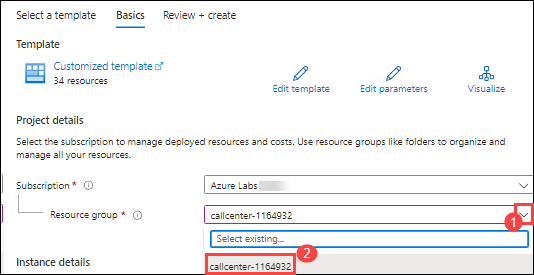 Select a template Basics Review + create
Template
Customized template
34 resources
Edit template Edit parameters Visualize
Project details
Select the subscription to manage deployed resources and costs. Use resource groups like folders to organize and
manage all your resources.
Subscription * Azure Labs
Resource group * callcenter-1164932
1
Select existing...
2
callcenter-1164932
Instance details